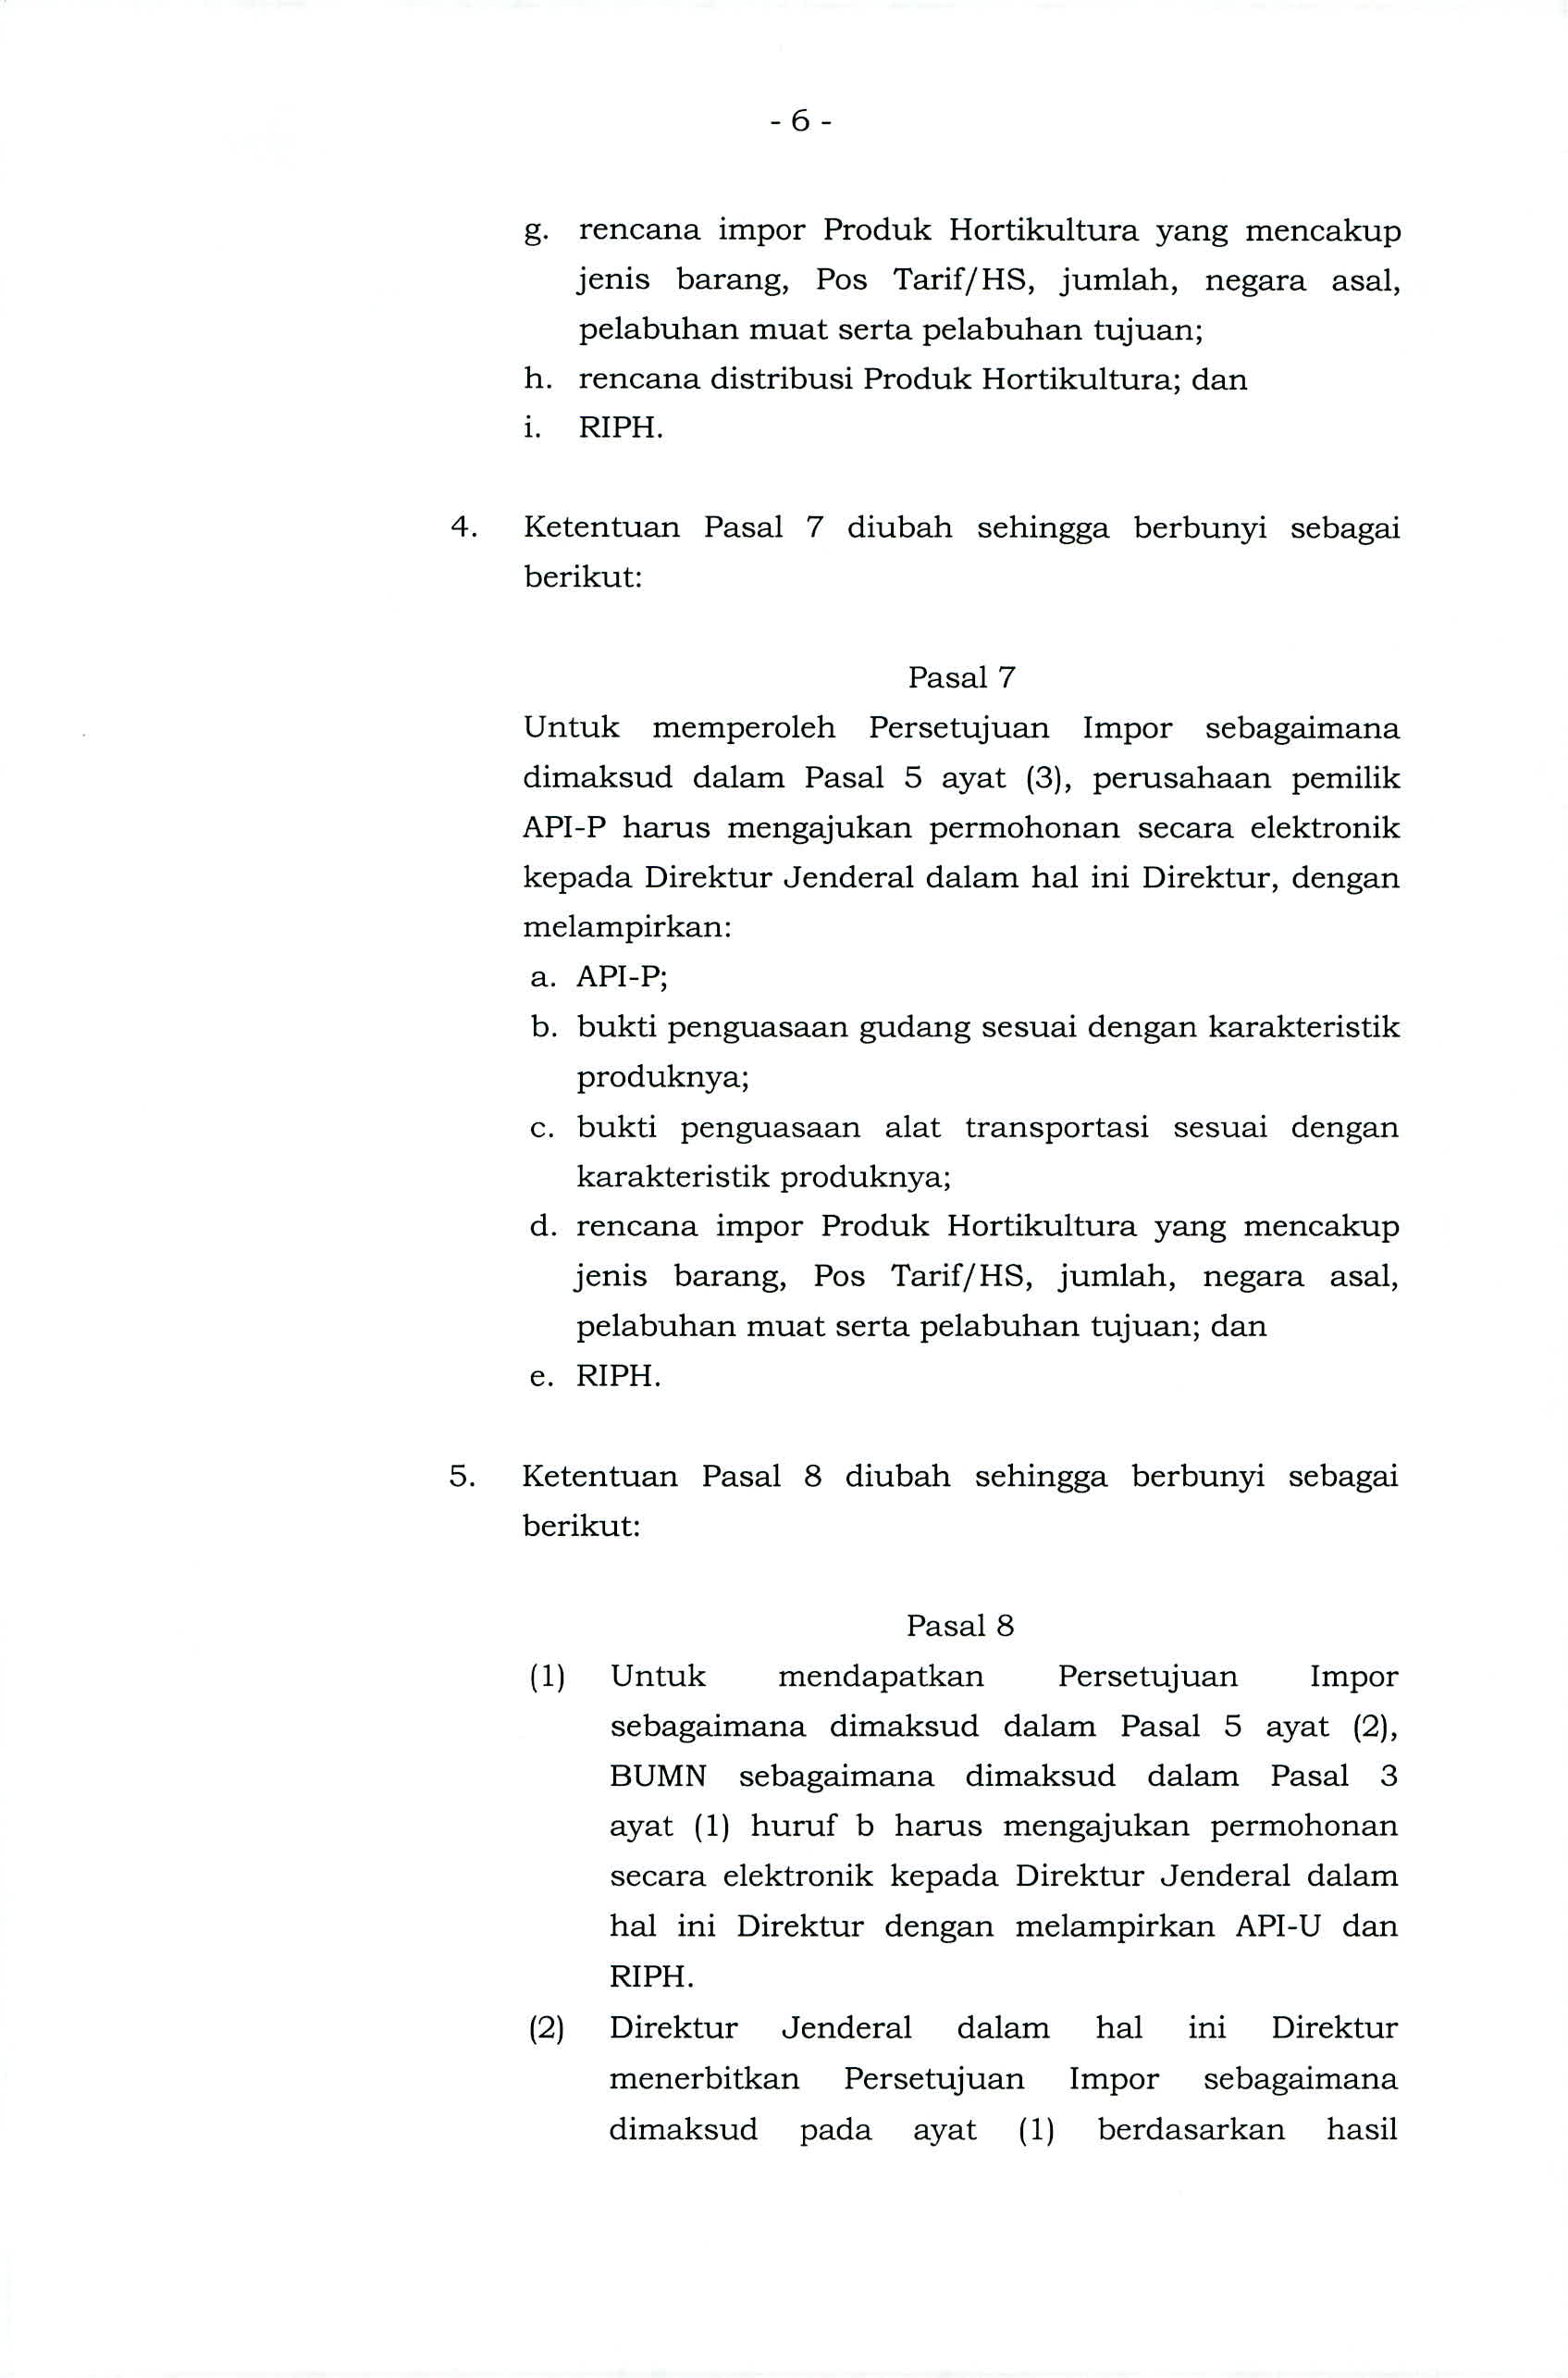 - 6 -
g. rencana impor Produk Hortikultura yang mencakup
jenis barang, Pos Tarif/HS, jumlah, negara asal,
pelabuhan muat serta pelabuhan tujuan;
h. rencana distribusi Produk Hortikultura; dan
i. RIPH.
4. Ketentuan Pasal 7 diubah sehingga berbunyi sebagai
berikut:
Pasal 7
Untuk memperoleh Persetujuan Impor sebagaimana
dimaksud dalam Pasal 5 ayat (3), perusahaan pemilik
API-P harus mengajukan permohonan secara elektronik
kepada Direktur Jenderal dalam hal ini Direktur, dengan
melampirkan:
a. API-P;
b. bukti penguasaan gudang sesuai dengan karakteristik
produknya;
c. bukti penguasaan alat transportasi sesuai dengan
karakteristik produknya;
d. rencana impor Produk Hortikultura yang mencakup
jenis barang, Pos Tarif/HS, jumlah, negara asal,
pelabuhan muat serta pelabuhan tujuan; dan
e. RIPH.
5. Ketentuan Pasal 8 diubah sehingga berbunyi sebagai
berikut:
Pasal 8
(1) Untuk mendapatkan Persetujuan Impor
sebagaimana dimaksud dalam Pasal 5 ayat (2),
BUMN sebagaimana dimaksud dalam Pasal 3
ayat (1) huruf b harus mengajukan permohonan
secara elektronik kepada Direktur Jenderal dalam
hal ini Direktur dengan melampirkan API-U dan
RIPH.
(2) Direktur Jenderal dalam hal ini Direktur
menerbitkan Persetujuan Impor sebagaimana
dimaksud pada ayat (1) berdasarkan hasil